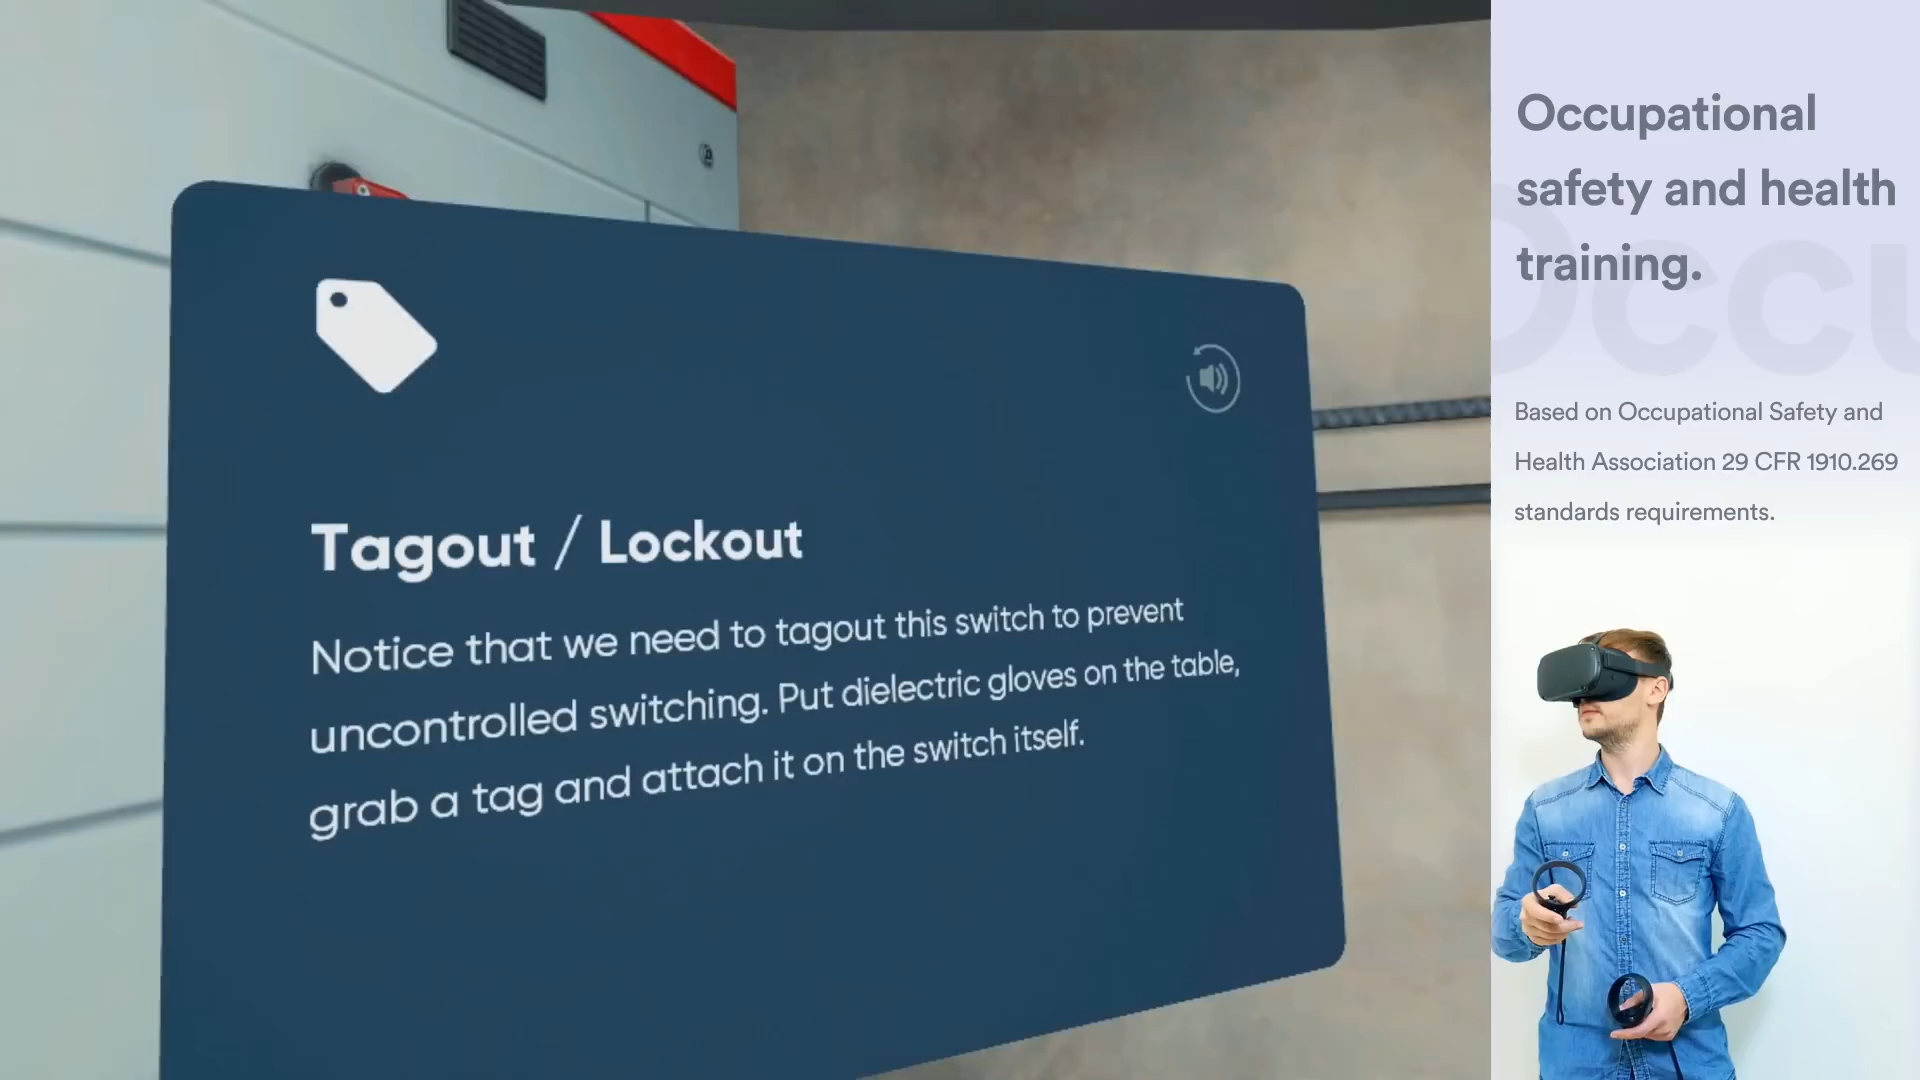 Tagout / Lockout
Notice that we need to tagout this switch to prevent
uncontrolled switching. Put dielectric gloves on the table,
grab a tag and attach it on the switch itself.
Occupational
safety and health
training.
Occu
Based on Occupational Safety and
Health Association 29 CFR 1910.269
standards requirements.